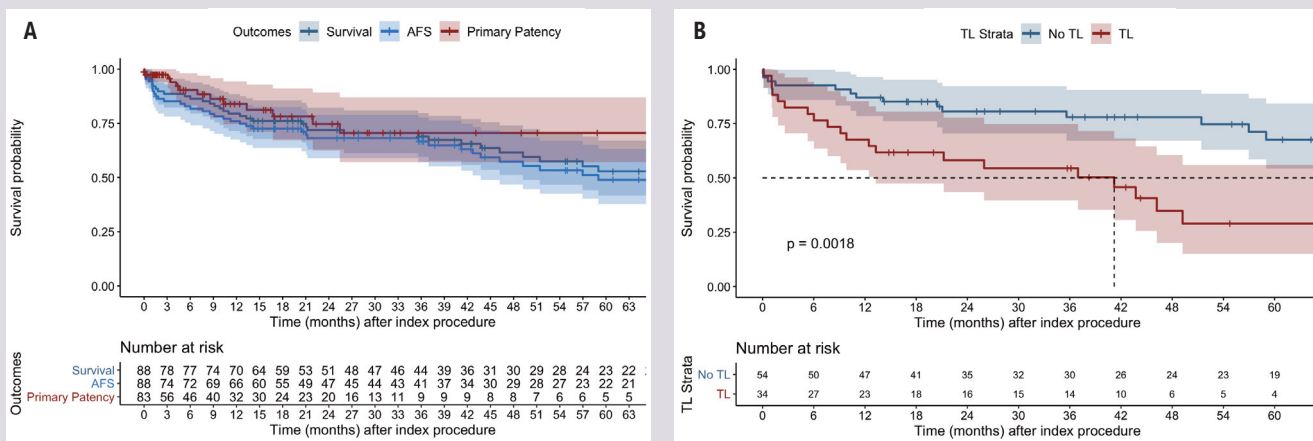 A
Outcomes Survival AFS Primary Patency
1.00
0.75
0.50
0.25
0.00
Survival probability
0 3 6 9 12 15 18 21 24 27 30 33 36 39 42 45 48 51 54 57 60 63
Time (months) after index procedure
Number at risk
Outcomes
Survival 88 78 77 74 70 64 59 53 51 48 47 46 44 39 36 31 30 29 28 24 23 22
AFS 88 74 72 69 66 60 55 49 47 45 44 43 41 37 34 30 29 28 27 23 22 21
Primary Patency 83 56 46 40 32 30 24 23 20 16 13 11 9 9 9 8 8 7 6 6 5 5
0 3 6 9 12 15 18 21 24 27 30 33 36 39 42 45 48 51 54 57 60 63
Time (months) after index procedure
B
TL Strata No TL TL
1.00
0.75
0.50
0.25
0.00
Survival probability
p = 0.0018
0 6 12 18 24 30 36 42 48 54 60
Time (months) after index procedure
Number at risk
TL Strata
No TL 54 50 47 41 35 32 30 26 24 23 19
TL 34 27 23 18 16 15 14 10 6 5 4
0 6 12 18 24 30 36 42 48 54 60
Time (months) after index procedure